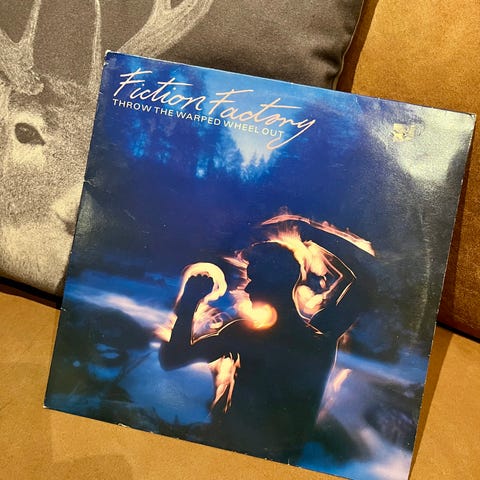 Fiction Factory
THROW THE WARPED WHEEL OUT